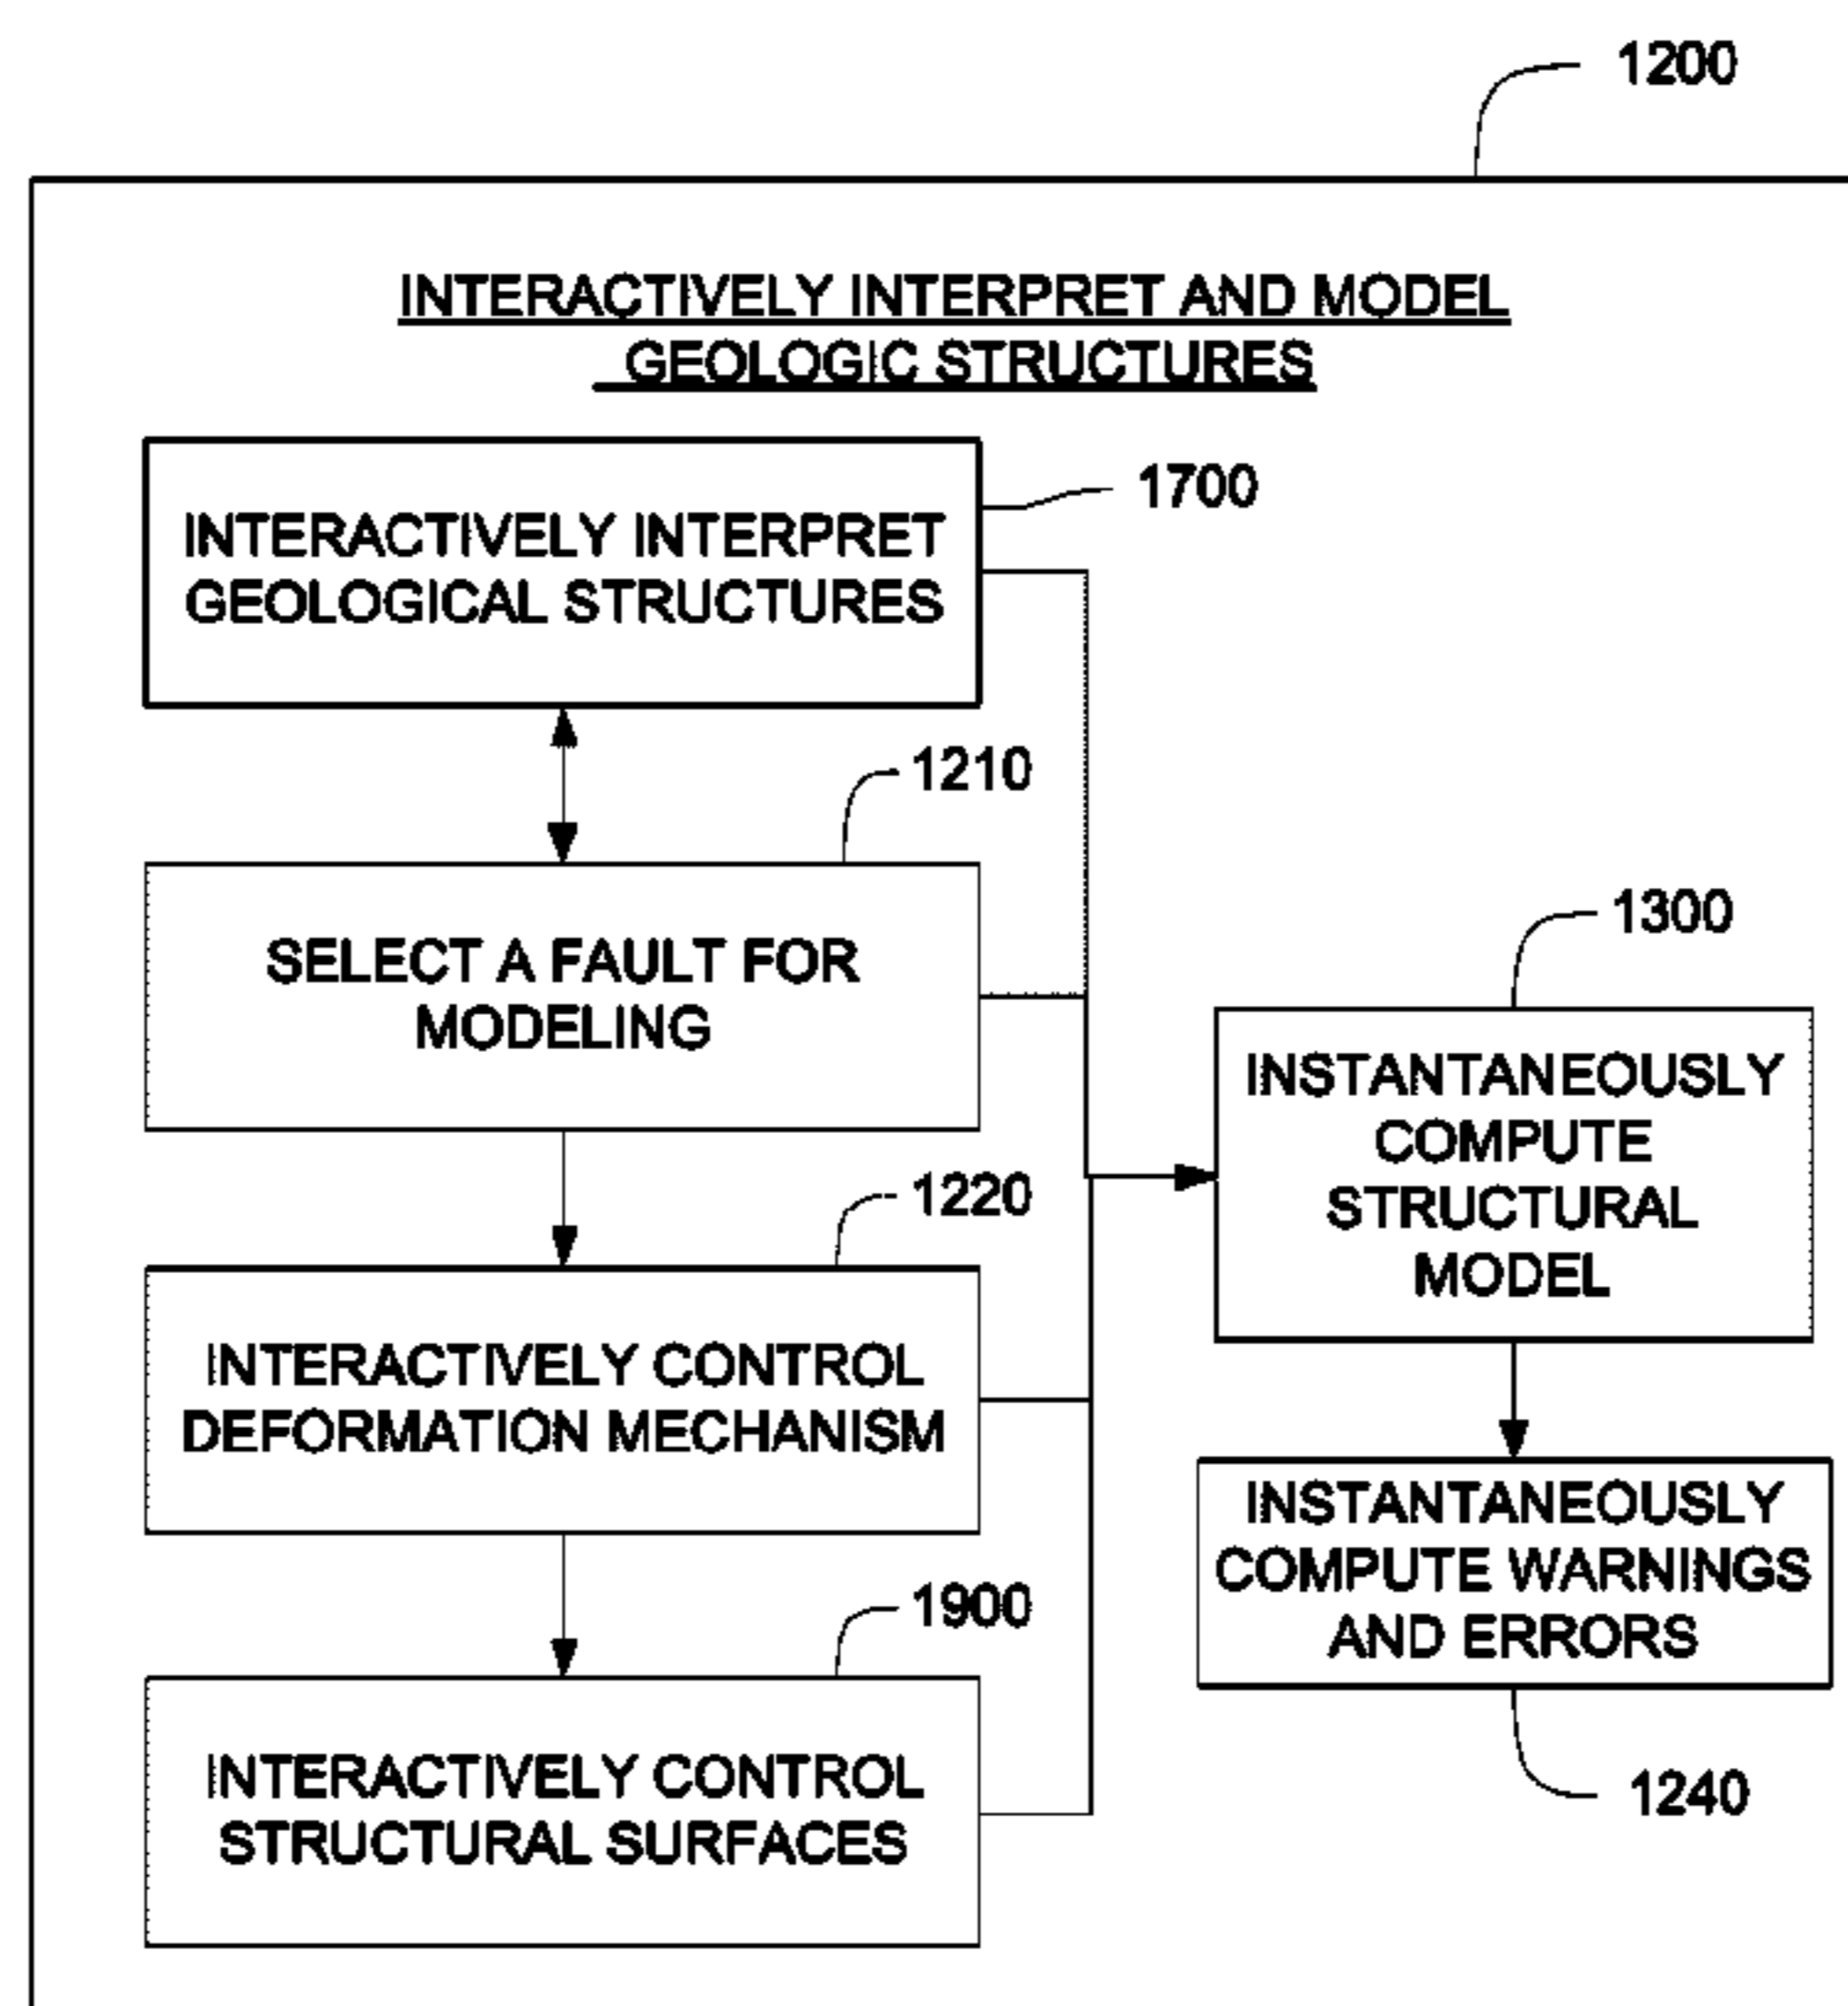 1200
INTERACTIVELY INTERPRET AND MODEL
GEOLOGIC STRUCTURES
1700
INTERACTIVELY INTERPRET
GEOLOGICAL STRUCTURES
1210
SELECT A FAULT FOR
MODELING
1300
INSTANTANEOUSLY
COMPUTE
STRUCTURAL
MODEL
1220
INTERACTIVELY CONTROL
DEFORMATION MECHANISM
INSTANTANEOUSLY
COMPUTE WARNINGS
AND ERRORS
1900
INTERACTIVELY CONTROL
STRUCTURAL SURFACES
1240